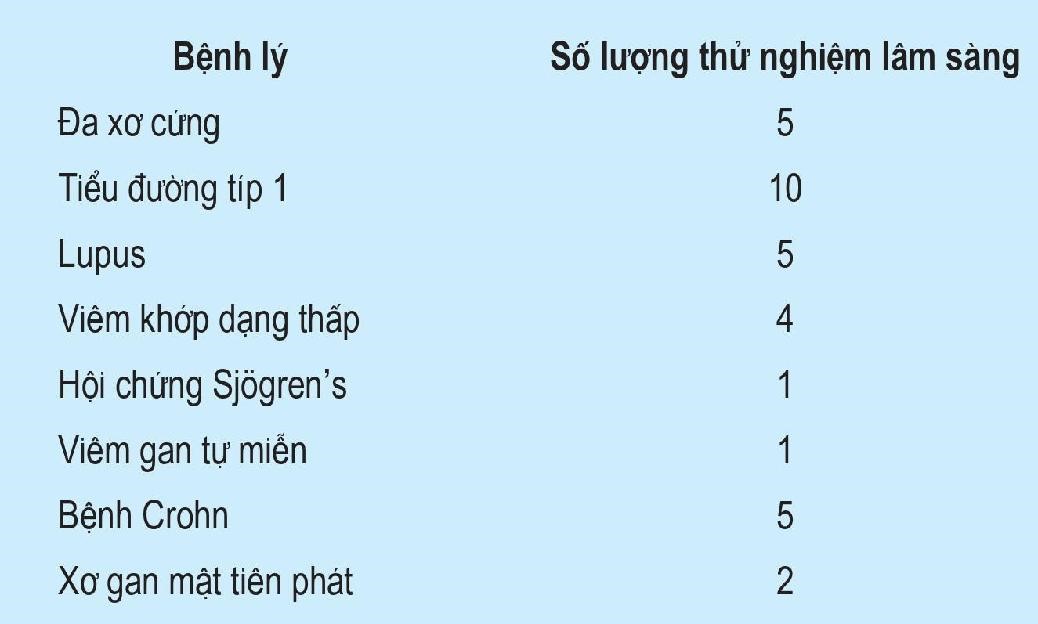 Bệnh lý Số lượng thử nghiệm lâm sàng
Đa xơ cứng 5
Tiểu đường típ 1 10
Lupus 5
Viêm khớp dạng thấp 4
Hội chứng Sjögren’s 1
Viêm gan tự miễn 1
Bệnh Crohn 5
Xơ gan mật tiên phát 2